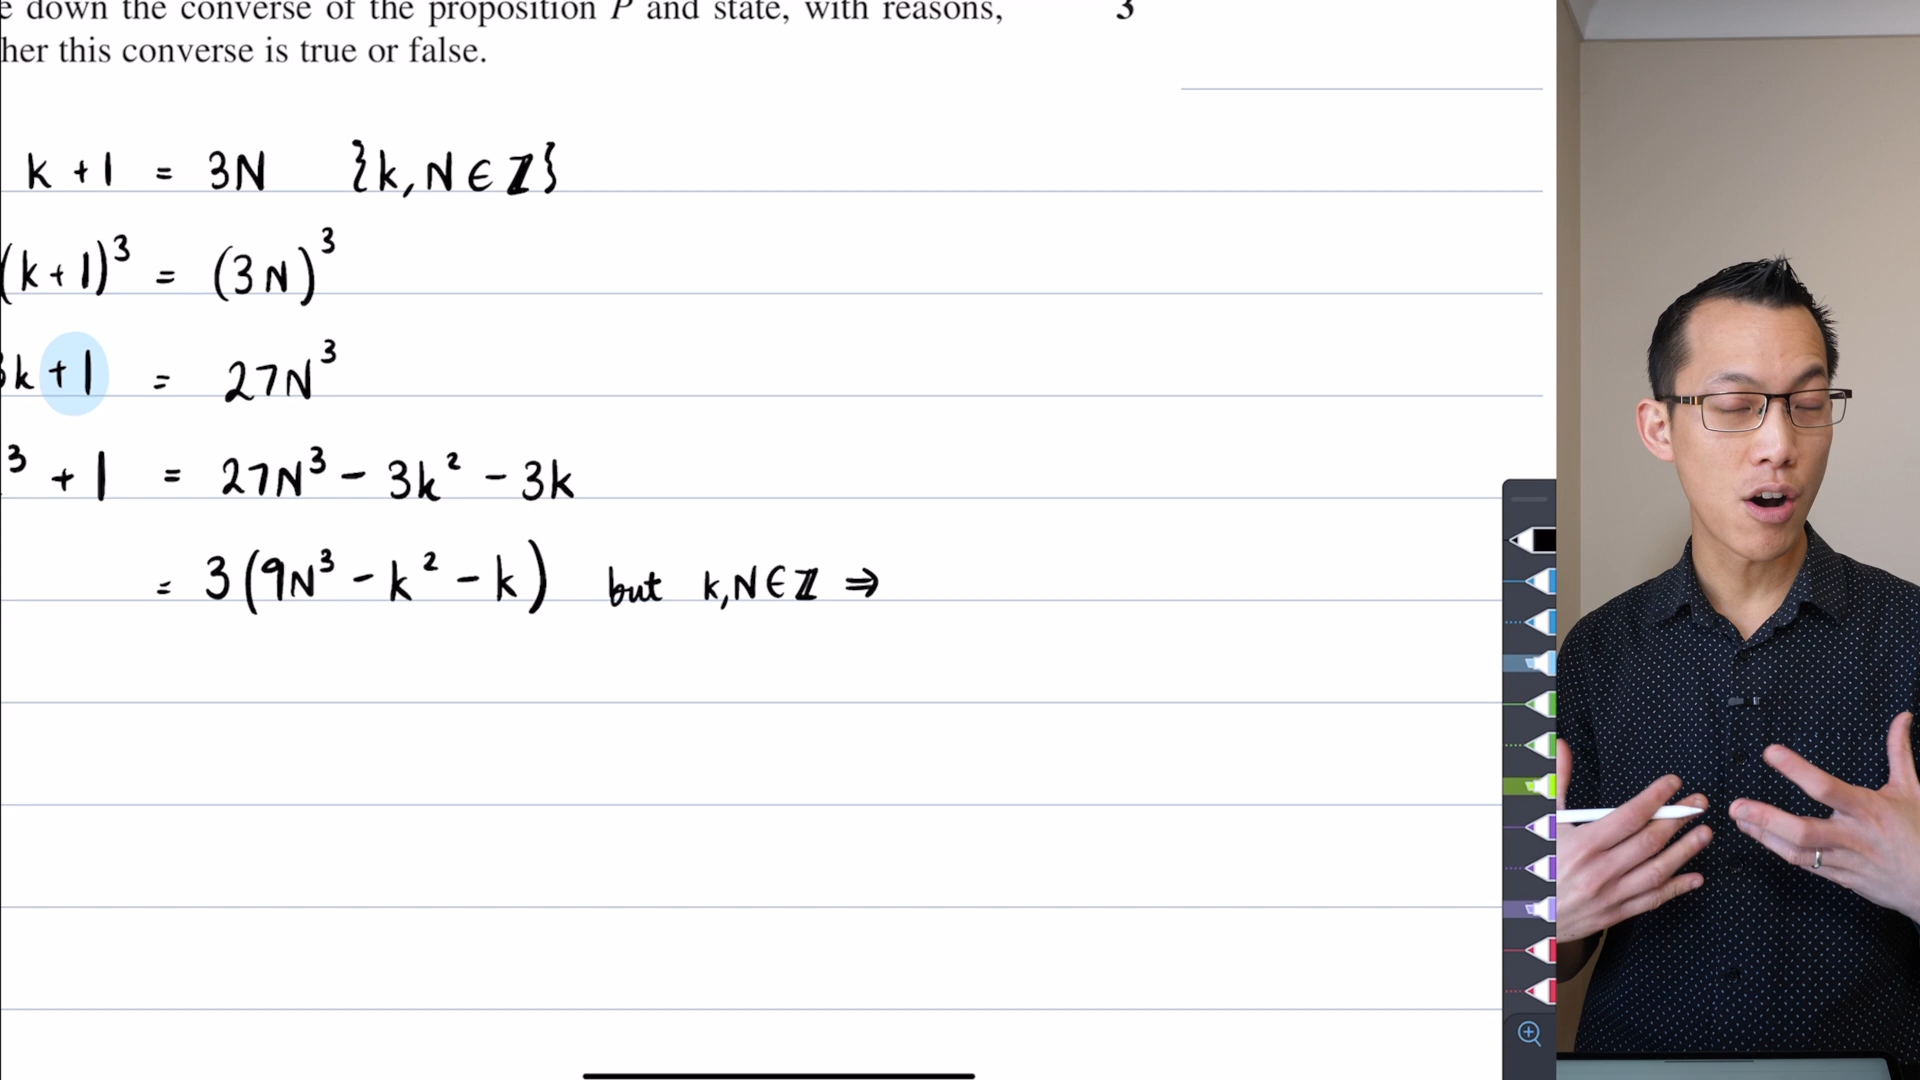 e down the converse of the proposition P and state, with reasons, 3
her this converse is true or false.
k + 1 = 3N {k, N ∈ ℤ}
(k + 1)³ = (3N)³
3k + 1 = 27N³
³ + 1 = 27N³ - 3k² - 3k
= 3(9N³ - k² - k) but k, N ∈ ℤ ⇒